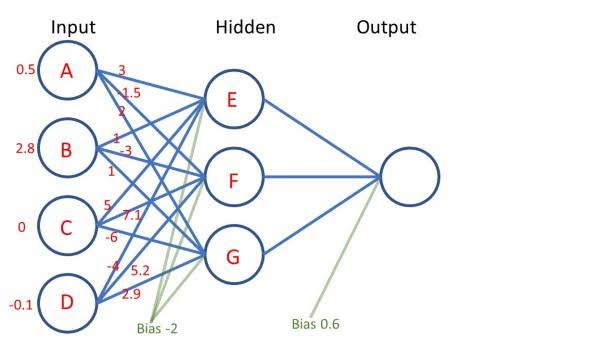 Input
Hidden
Output
0.5
A
3
-1.5
2
E
2.8
B
1
-3
1
F
0
C
5
7.1
-6
G
-0.1
D
-4
5.2
2.9
Bias -2
Bias 0.6